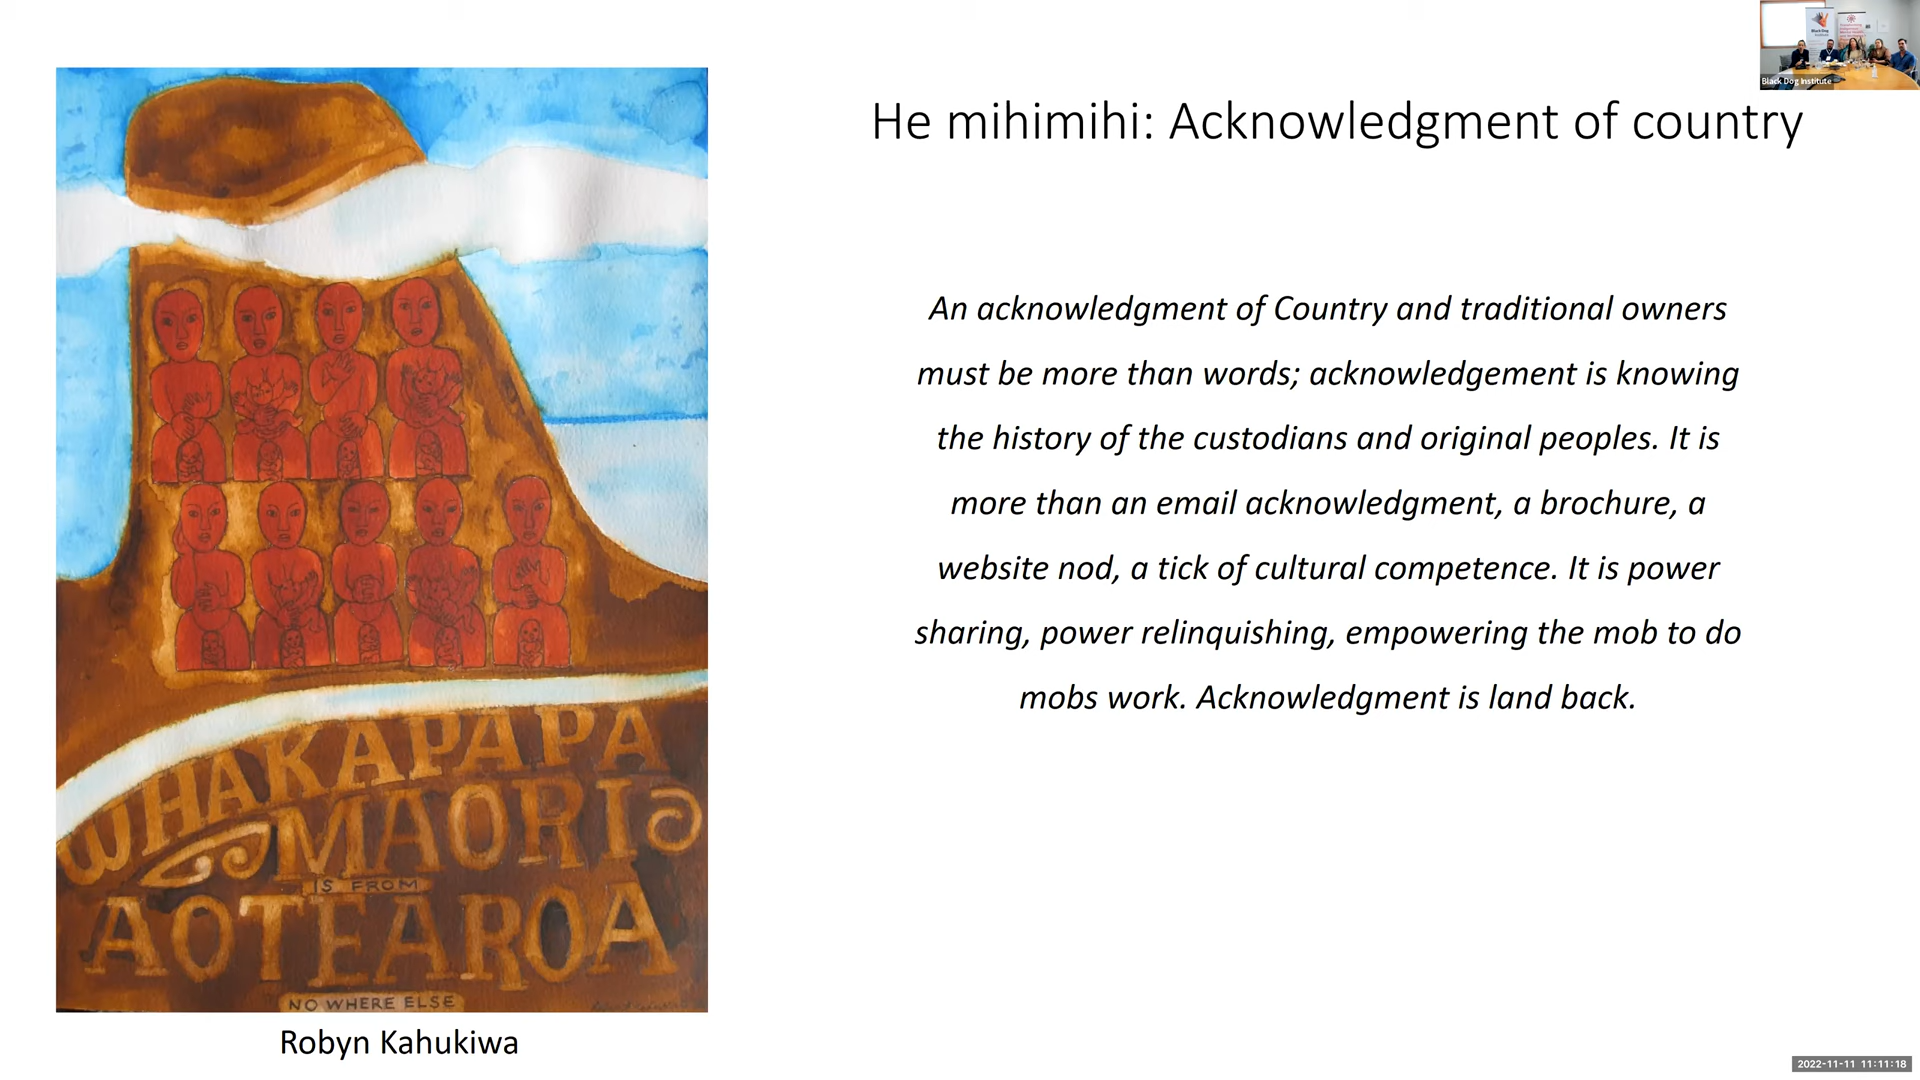 Black Dog Institute
He mihimihi: Acknowledgment of country
An acknowledgment of Country and traditional owners
must be more than words; acknowledgement is knowing
the history of the custodians and original peoples. It is
more than an email acknowledgment, a brochure, a
website nod, a tick of cultural competence. It is power
sharing, power relinquishing, empowering the mob to do
mobs work. Acknowledgment is land back.
WHAKAPAPA
MAORI
IS FROM
AOTEAROA
NO WHERE ELSE
Robyn Kahukiwa
2022-11-11 11:11:18